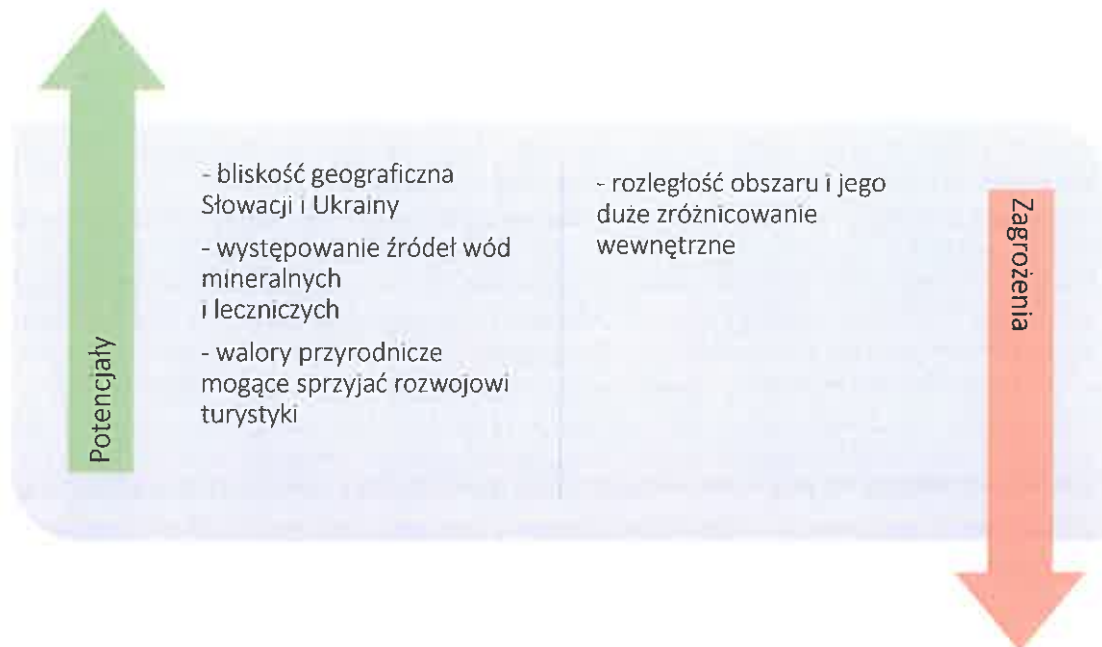 Potencjały
- bliskość geograficzna
Słowacji i Ukrainy
- występowanie źródeł wód
mineralnych
i leczniczych
- walory przyrodnicze
mogące sprzyjać rozwojowi
turystyki
- rozległość obszaru i jego
duże zróżnicowanie
wewnętrzne
Zagrożenia